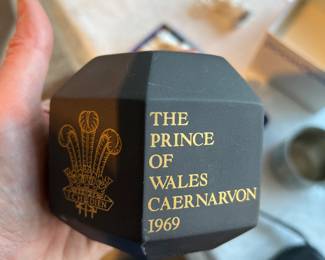 THE
PRINCE
OF
WALES
CAERNARVON
1969